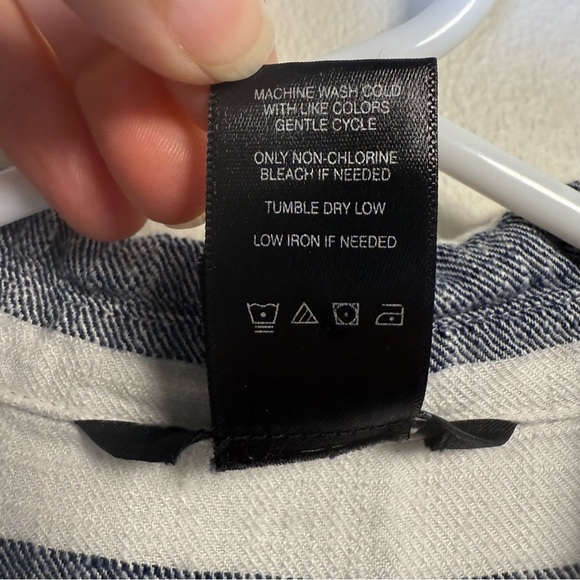 MACHINE WASH COLD
WITH LIKE COLORS
GENTLE CYCLE
ONLY NON-CHLORINE
BLEACH IF NEEDED
TUMBLE DRY LOW
LOW IRON IF NEEDED